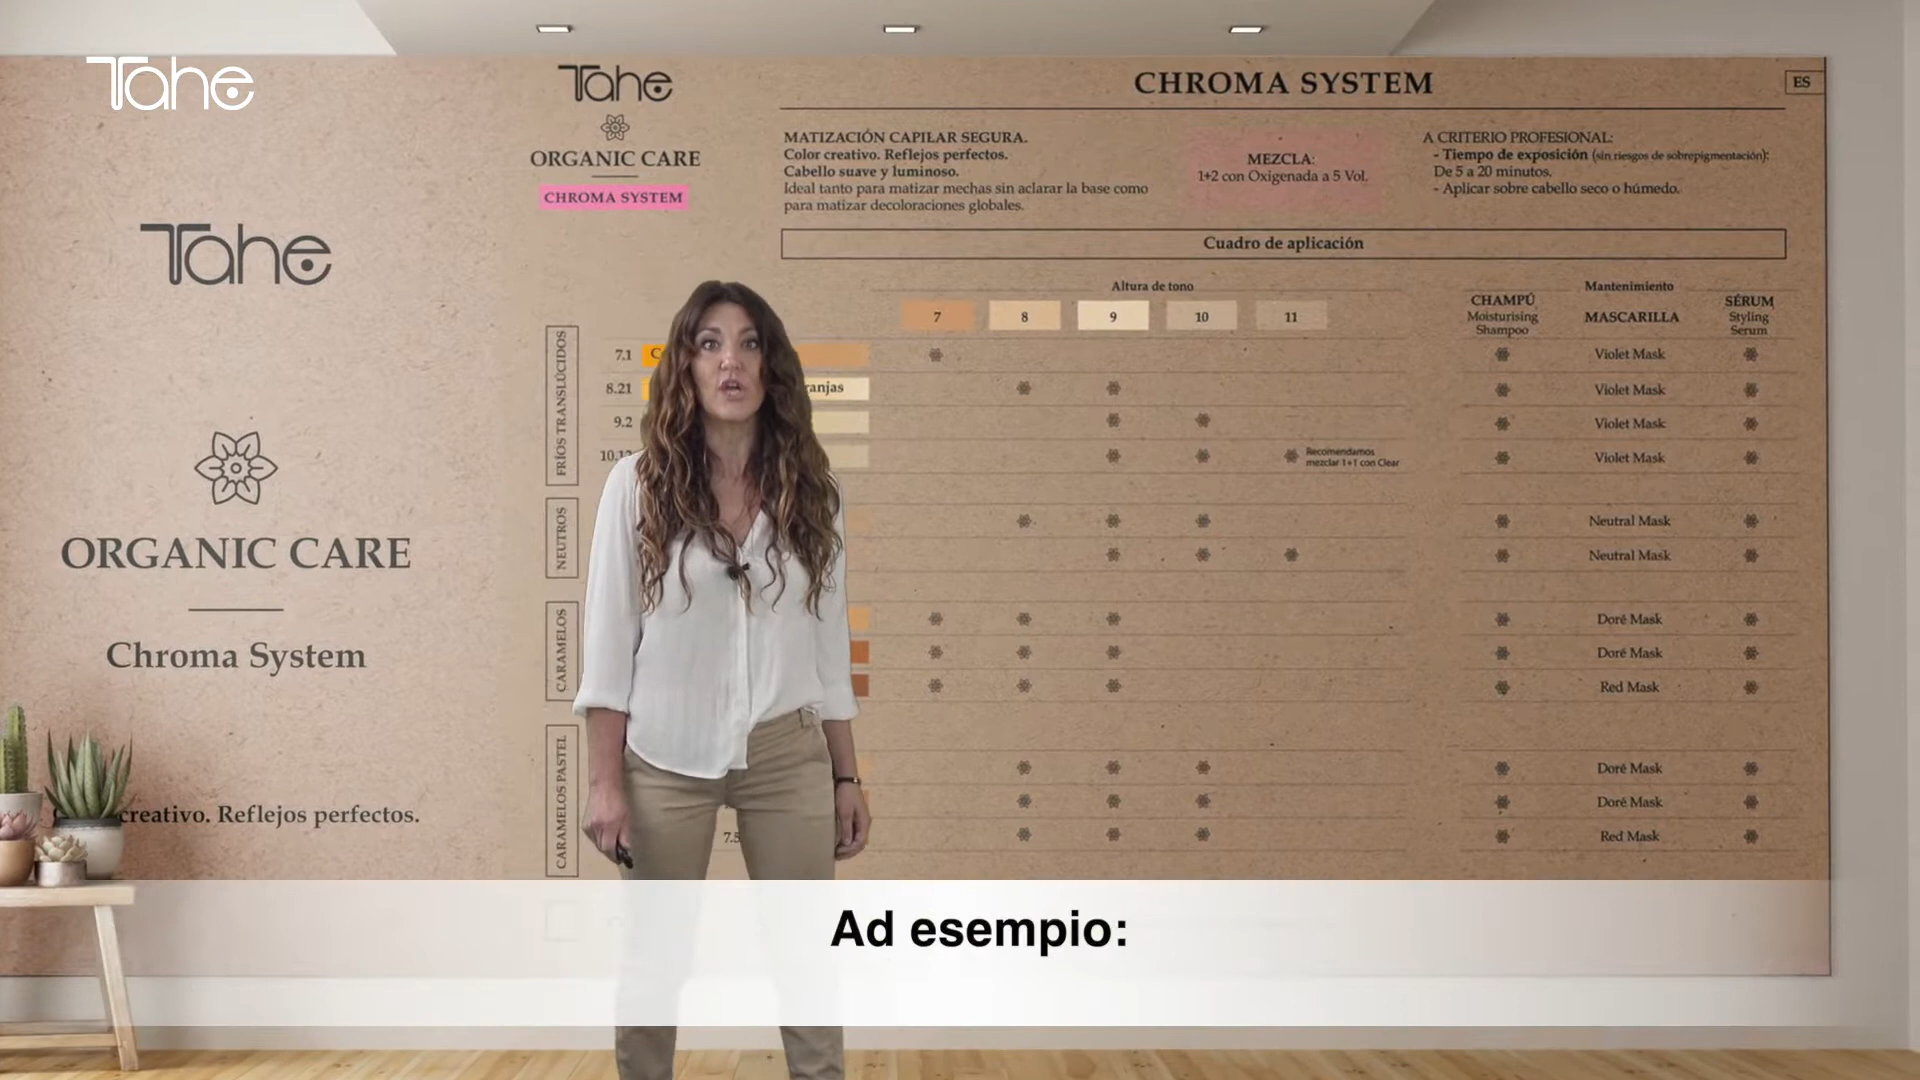 Tahe
Tahe
ORGANIC CARE
Chroma System
creativo. Reflejos perfectos.
Tahe
ORGANIC CARE
CHROMA SYSTEM
CHROMA SYSTEM
ES
MATIZACIÓN CAPILAR SEGURA.
Color creativo. Reflejos perfectos.
Cabello suave y luminoso.
Ideal tanto para matizar mechas sin aclarar la base como
para matizar decoloraciones globales.
MEZCLA:
1+2 con Oxigenada a 5 Vol.
A CRITERIO PROFESIONAL:
- Tiempo de exposición (sin riesgos de sobrepigmentación):
De 5 a 20 minutos.
- Aplicar sobre cabello seco o húmedo.
Cuadro de aplicación
Altura de tono
7 8 9 10 11
Mantenimiento
CHAMPÚ
Moisturising
Shampoo
MASCARILLA
SÉRUM
Styling
Serum
FRÍOS TRANSLÚCIDOS
7.1 Violet Mask
8.21 Violet Mask
9.2 Violet Mask
Recomendamos
mezclar 1+1 con Clear
Violet Mask
NEUTROS
Neutral Mask
Neutral Mask
CARAMELOS
Doré Mask
Doré Mask
Red Mask
CARAMELOS PASTEL
Doré Mask
Doré Mask
Red Mask
Ad esempio: